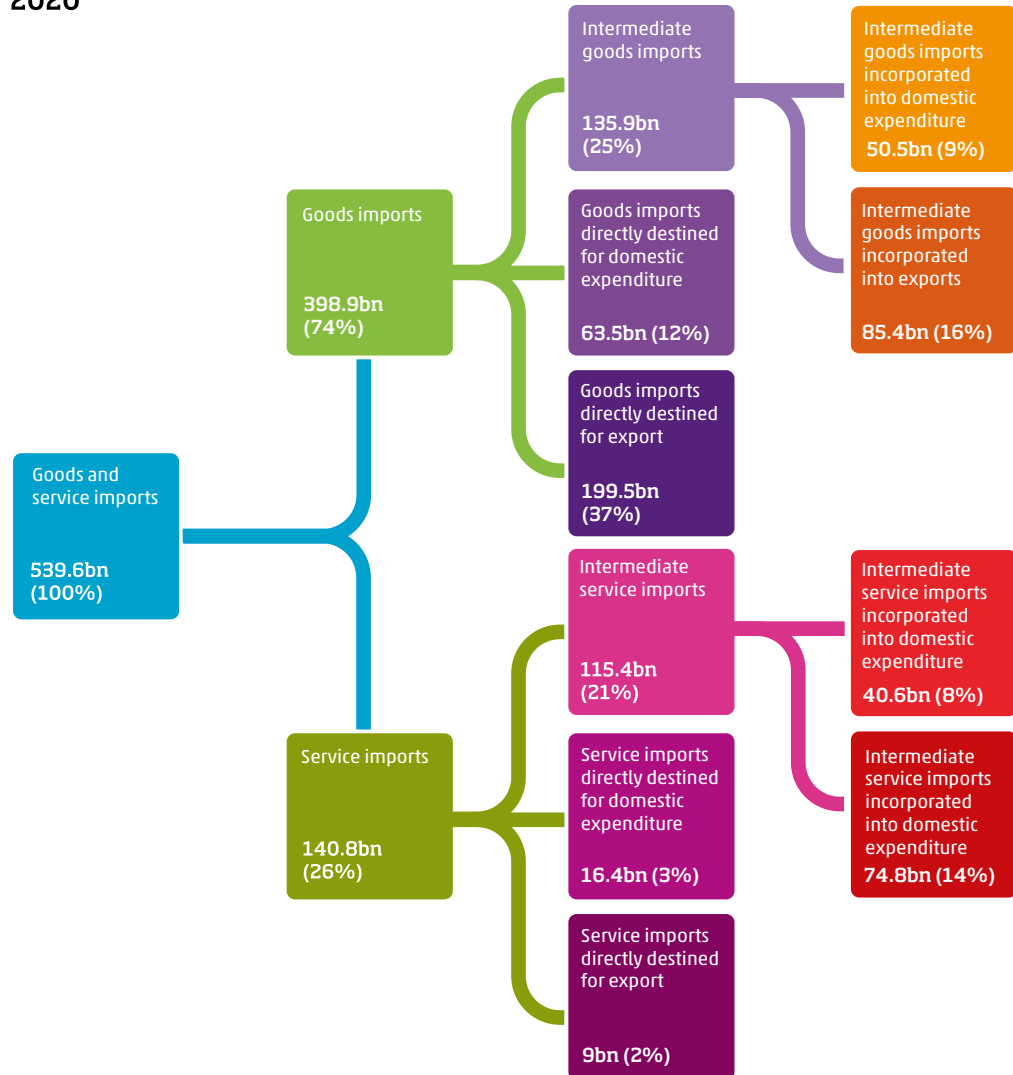 2020
Intermediate
goods imports
135.9bn
(25%)
Intermediate
goods imports
incorporated
into domestic
expenditure
50.5bn (9%)
Goods imports
398.9bn
(74%)
Goods imports
directly destined
for domestic
expenditure
63.5bn (12%)
Intermediate
goods imports
incorporated
into exports
85.4bn (16%)
Goods imports
directly destined
for export
199.5bn
(37%)
Goods and
service imports
539.6bn
(100%)
Intermediate
service imports
115.4bn
(21%)
Intermediate
service imports
incorporated
into domestic
expenditure
40.6bn (8%)
Service imports
140.8bn
(26%)
Service imports
directly destined
for domestic
expenditure
16.4bn (3%)
Intermediate
service imports
incorporated
into domestic
expenditure
74.8bn (14%)
Service imports
directly destined
for export
9bn (2%)